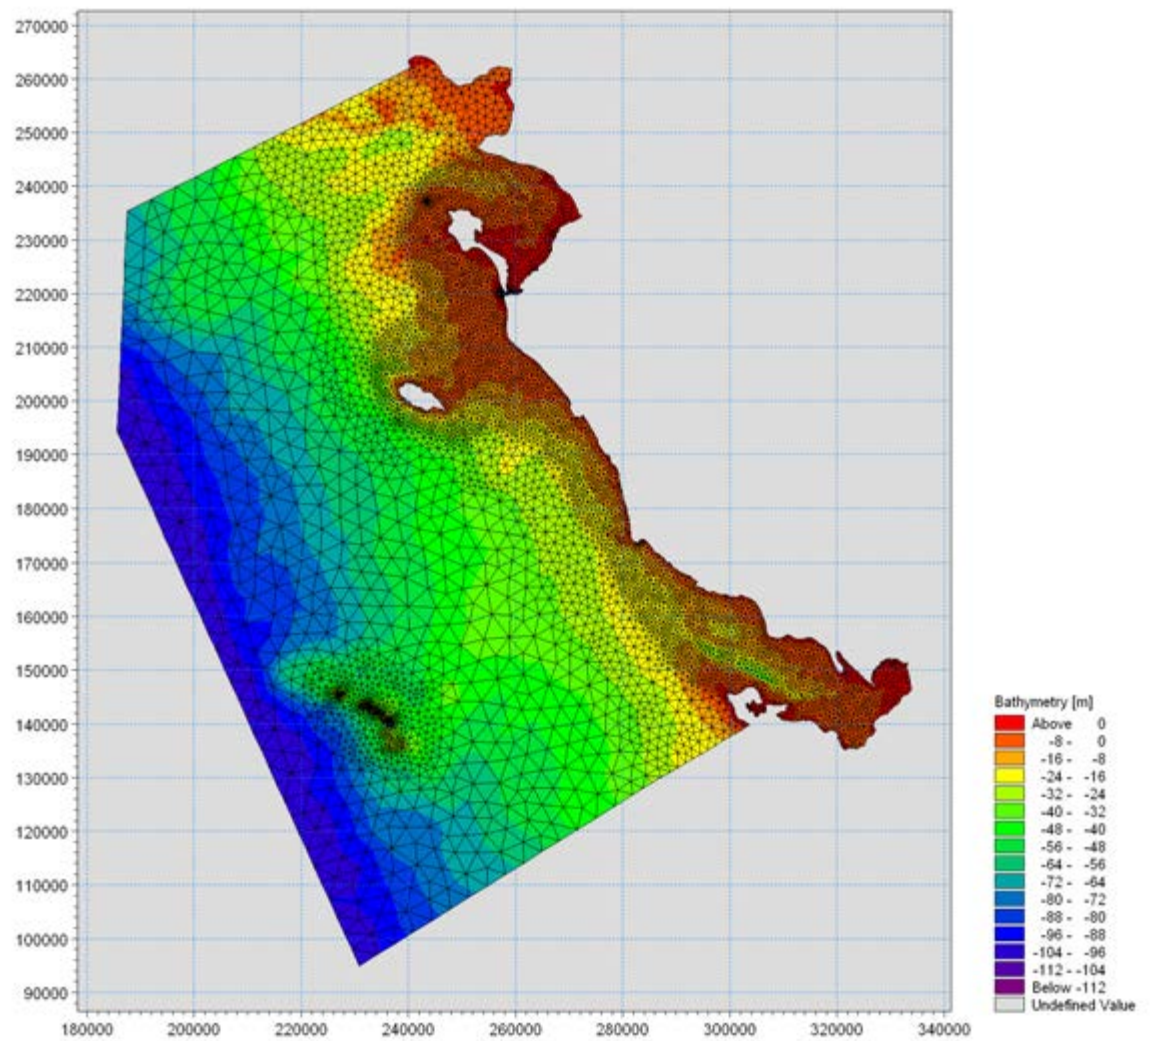 270000
260000
250000
240000
230000
220000
210000
200000
190000
180000
170000
160000
150000
140000
130000
120000
110000
100000
90000
180000 200000 220000 240000 260000 280000 300000 320000 340000
Bathymetry [m]
Above 0
-8 - 0
-16 - -8
-24 - -16
-32 - -24
-40 - -32
-48 - -40
-56 - -48
-64 - -56
-72 - -64
-80 - -72
-88 - -80
-96 - -88
-104 - -96
-112 - -104
Below -112
Undefined Value